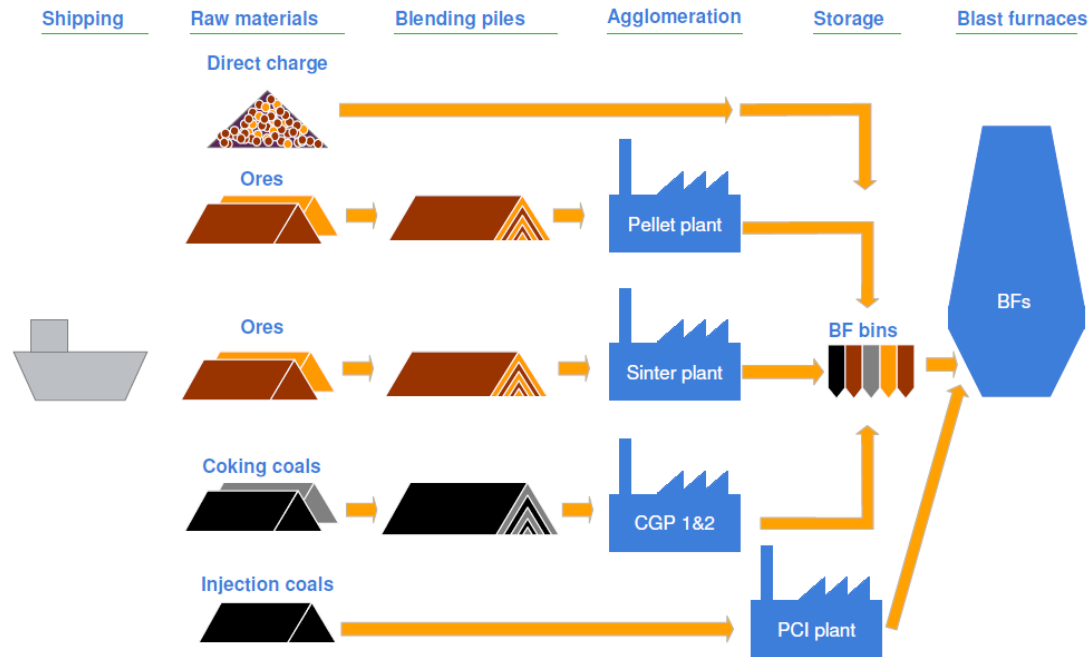 Shipping
Raw materials
Blending piles
Agglomeration
Storage
Blast furnaces
Direct charge
Ores
Pellet plant
BFs
Ores
BF bins
Sinter plant
Coking coals
CGP 1&2
Injection coals
PCI plant